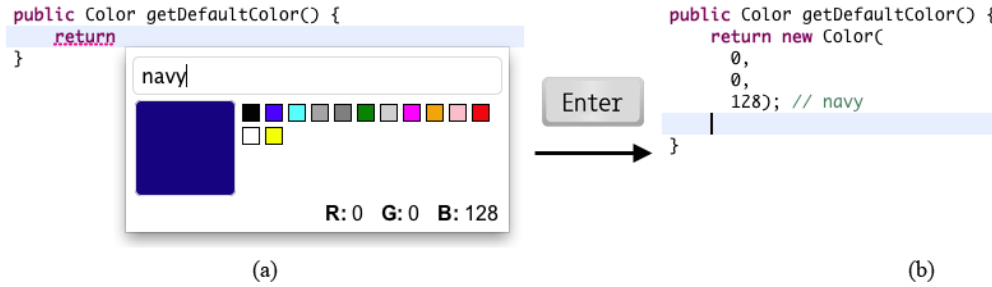 public Color getDefaultColor() {
return
}
navy
R: 0 G: 0 B: 128
(a)
Enter
public Color getDefaultColor() {
return new Color(
0,
0,
128); // navy
}
(b)